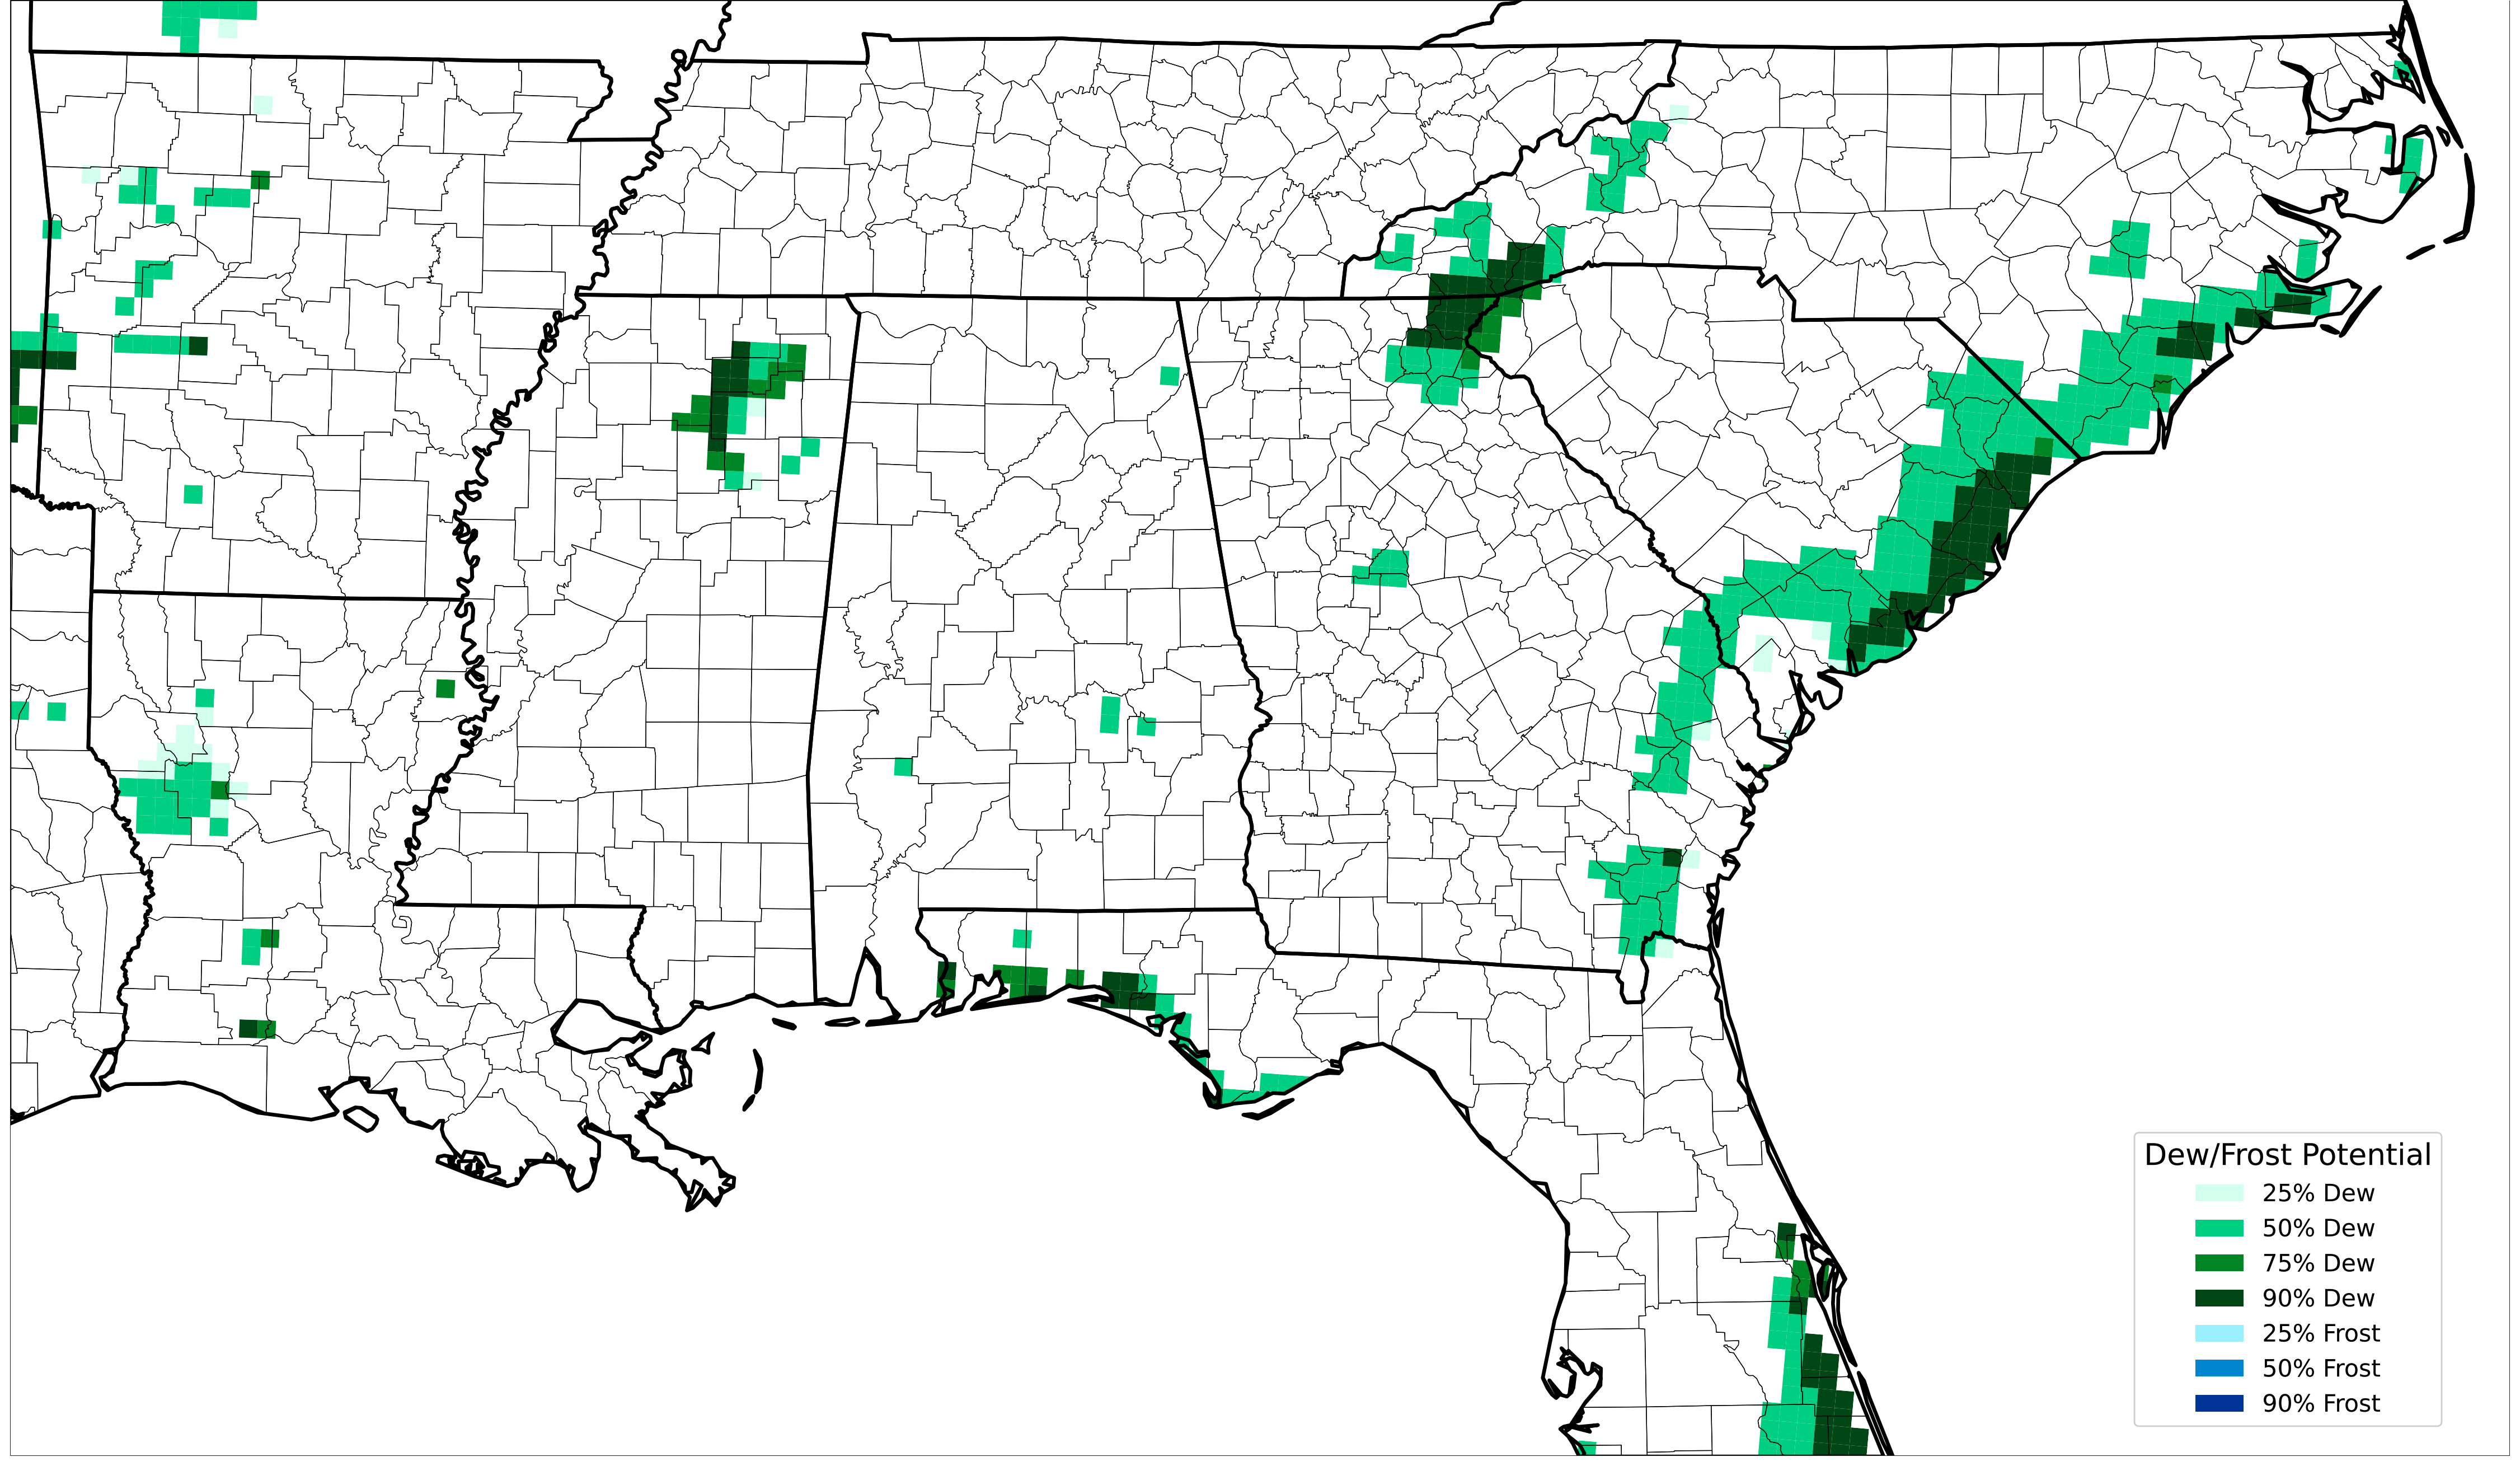 Dew/Frost Potential
25% Dew
50% Dew
75% Dew
90% Dew
25% Frost
50% Frost
90% Frost